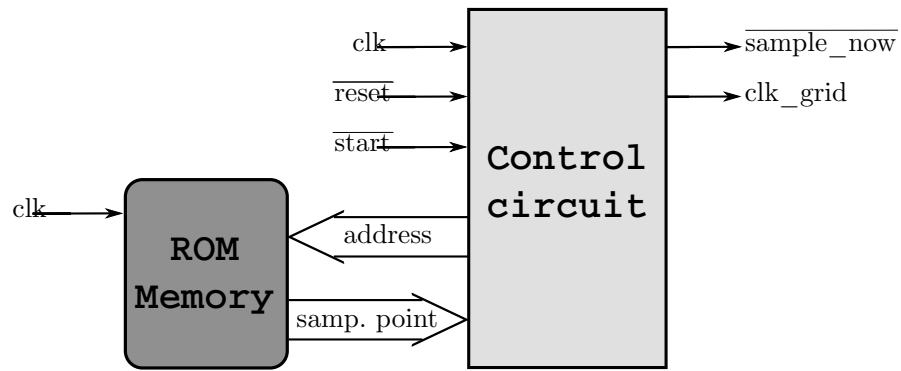 clk
sample_now
reset
clk_grid
start
Control
circuit
clk
address
ROM
Memory
samp. point